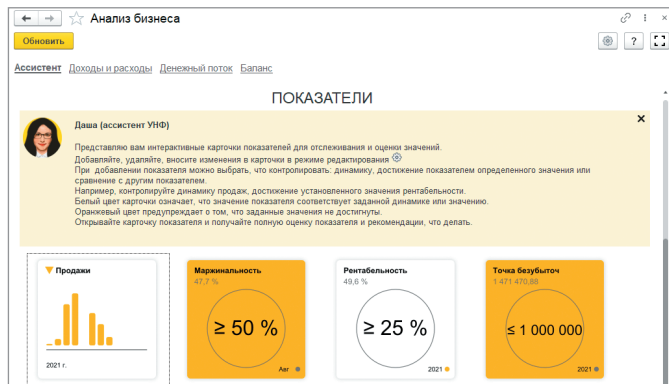 Анализ бизнеса
Обновить
?
Ассистент Доходы и расходы Денежный поток Баланс
ПОКАЗАТЕЛИ
Даша (ассистент УНФ)
Представляю вам интерактивные карточки показателей для отслеживания и оценки значений.
Добавляйте, удаляйте, вносите изменения в карточки в режиме редактирования
При добавлении показателя можно выбрать, что контролировать: динамику, достижение показателем определенного значения или
сравнение с другим показателем.
Например, контролируйте динамику продаж, достижение установленного значения рентабельности.
Белый цвет карточки означает, что значение показателя соответствует заданной динамике или значению.
Оранжевый цвет предупреждает о том, что заданные значения не достигнуты.
Открывайте карточку показателя и получайте полную оценку показателя и рекомендации, что делать.
Продажи
2021 г.
Маржинальность
47,7 %
≥ 50 %
Авг
Рентабельность
49,6 %
≥ 25 %
2021
Точка безубыточ
1 471 470,88
≤ 1 000 000
2021